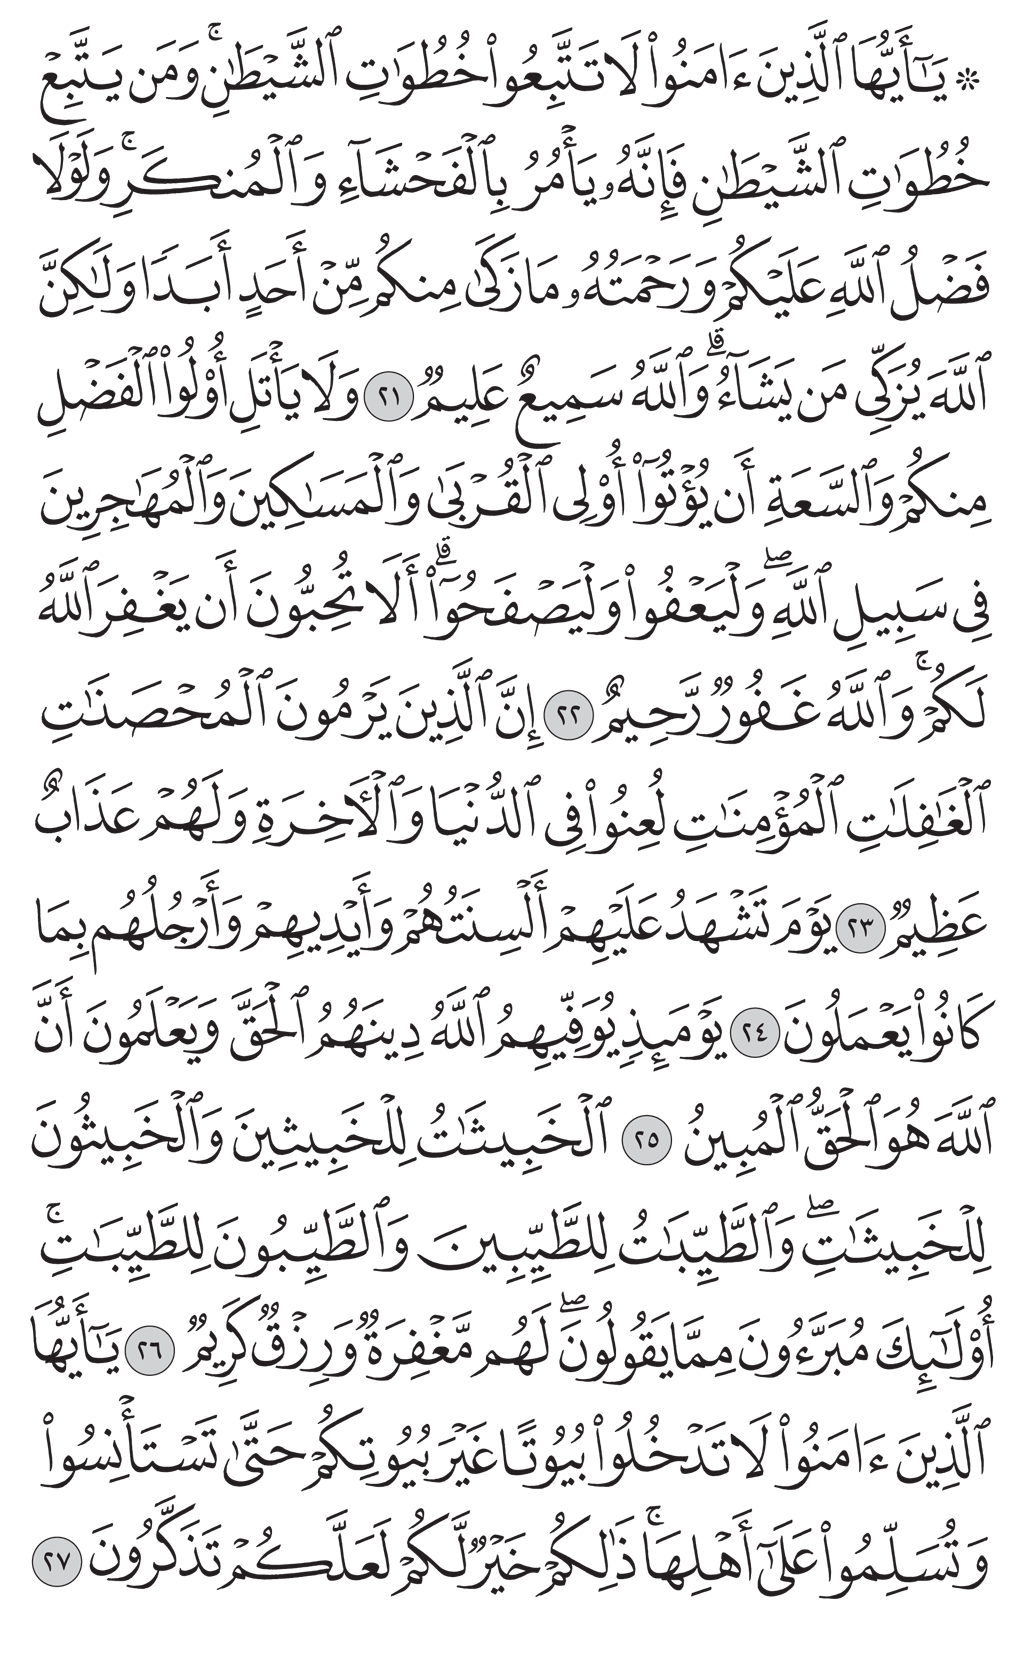 ۞ يَـٰٓأَيُّهَا ٱلَّذِينَ ءَامَنُوا۟ لَا تَتَّبِعُوا۟ خُطُوَٰتِ ٱلشَّيْطَـٰنِ ۚ وَمَن يَتَّبِعْ
خُطُوَٰتِ ٱلشَّيْطَـٰنِ فَإِنَّهُۥ يَأْمُرُ بِٱلْفَحْشَآءِ وَٱلْمُنكَرِ ۚ وَلَوْلَا
فَضْلُ ٱللَّهِ عَلَيْكُمْ وَرَحْمَتُهُۥ مَا زَكَىٰ مِنكُم مِّنْ أَحَدٍ أَبَدًا وَلَـٰكِنَّ
ٱللَّهَ يُزَكِّى مَن يَشَآءُ ۗ وَٱللَّهُ سَمِيعٌ عَلِيمٌ ٢١ وَلَا يَأْتَلِ أُو۟لُوا۟ ٱلْفَضْلِ
مِنكُمْ وَٱلسَّعَةِ أَن يُؤْتُوٓا۟ أُو۟لِى ٱلْقُرْبَىٰ وَٱلْمَسَـٰكِينَ وَٱلْمُهَـٰجِرِينَ
فِى سَبِيلِ ٱللَّهِ ۖ وَلْيَعْفُوا۟ وَلْيَصْفَحُوٓا۟ ۗ أَلَا تُحِبُّونَ أَن يَغْفِرَ ٱللَّهُ
لَكُمْ ۚ وَٱللَّهُ غَفُورٌ رَّحِيمٌ ٢٢ إِنَّ ٱلَّذِينَ يَرْمُونَ ٱلْمُحْصَنَـٰتِ
ٱلْغَـٰفِلَـٰتِ ٱلْمُؤْمِنَـٰتِ لُعِنُوا۟ فِى ٱلدُّنْيَا وَٱلْـَٔاخِرَةِ وَلَهُمْ عَذَابٌ
عَظِيمٌ ٢٣ يَوْمَ تَشْهَدُ عَلَيْهِمْ أَلْسِنَتُهُمْ وَأَيْدِيهِمْ وَأَرْجُلُهُم بِمَا
كَانُوا۟ يَعْمَلُونَ ٢٤ يَوْمَئِذٍ يُوَفِّيهِمُ ٱللَّهُ دِينَهُمُ ٱلْحَقَّ وَيَعْلَمُونَ أَنَّ
ٱللَّهَ هُوَ ٱلْحَقُّ ٱلْمُبِينُ ٢٥ ٱلْخَبِيثَـٰتُ لِلْخَبِيثِينَ وَٱلْخَبِيثُونَ
لِلْخَبِيثَـٰتِ ۖ وَٱلطَّيِّبَـٰتُ لِلطَّيِّبِينَ وَٱلطَّيِّبُونَ لِلطَّيِّبَـٰتِ ۚ
أُو۟لَـٰٓئِكَ مُبَرَّءُونَ مِمَّا يَقُولُونَ ۖ لَهُم مَّغْفِرَةٌ وَرِزْقٌ كَرِيمٌ ٢٦ يَـٰٓأَيُّهَا
ٱلَّذِينَ ءَامَنُوا۟ لَا تَدْخُلُوا۟ بُيُوتًا غَيْرَ بُيُوتِكُمْ حَتَّىٰ تَسْتَأْنِسُوا۟
وَتُسَلِّمُوا۟ عَلَىٰٓ أَهْلِهَا ۚ ذَٰلِكُمْ خَيْرٌ لَّكُمْ لَعَلَّكُمْ تَذَكَّرُونَ ٢٧